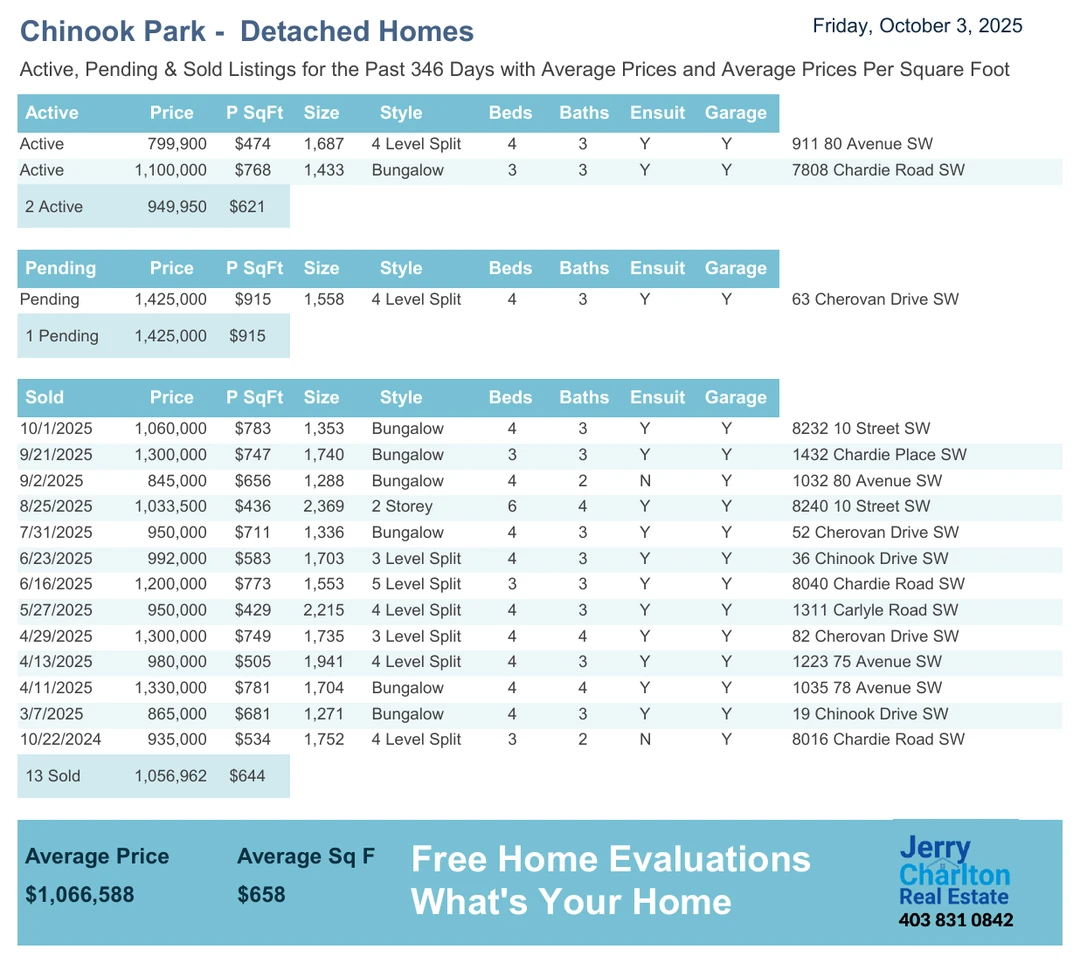 Chinook Park - Detached Homes
Friday, October 3, 2025
Active, Pending & Sold Listings for the Past 346 Days with Average Prices and Average Prices Per Square Foot
Active Price P SqFt Size Style Beds Baths Ensuit Garage
Active 799,900 $474 1,687 4 Level Split 4 3 Y Y 911 80 Avenue SW
Active 1,100,000 $768 1,433 Bungalow 3 3 Y Y 7808 Chardie Road SW
2 Active 949,950 $621
Pending Price P SqFt Size Style Beds Baths Ensuit Garage
Pending 1,425,000 $915 1,558 4 Level Split 4 3 Y Y 63 Cherovan Drive SW
1 Pending 1,425,000 $915
Sold Price P SqFt Size Style Beds Baths Ensuit Garage
10/1/2025 1,060,000 $783 1,353 Bungalow 4 3 Y Y 8232 10 Street SW
9/21/2025 1,300,000 $747 1,740 Bungalow 3 3 Y Y 1432 Chardie Place SW
9/2/2025 845,000 $656 1,288 Bungalow 4 2 N Y 1032 80 Avenue SW
8/25/2025 1,033,500 $436 2,369 2 Storey 6 4 Y Y 8240 10 Street SW
7/31/2025 950,000 $711 1,336 Bungalow 4 3 Y Y 52 Cherovan Drive SW
6/23/2025 992,000 $583 1,703 3 Level Split 4 3 Y Y 36 Chinook Drive SW
6/16/2025 1,200,000 $773 1,553 5 Level Split 3 3 Y Y 8040 Chardie Road SW
5/27/2025 950,000 $429 2,215 4 Level Split 4 3 Y Y 1311 Carlyle Road SW
4/29/2025 1,300,000 $749 1,735 3 Level Split 4 4 Y Y 82 Cherovan Drive SW
4/13/2025 980,000 $505 1,941 4 Level Split 4 3 Y Y 1223 75 Avenue SW
4/11/2025 1,330,000 $781 1,704 Bungalow 4 4 Y Y 1035 78 Avenue SW
3/7/2025 865,000 $681 1,271 Bungalow 4 3 Y Y 19 Chinook Drive SW
10/22/2024 935,000 $534 1,752 4 Level Split 3 2 N Y 8016 Chardie Road SW
13 Sold 1,056,962 $644
Average Price Average Sq F
$1,066,588 $658
Free Home Evaluations
What's Your Home
Jerry
Charlton
Real Estate
403 831 0842